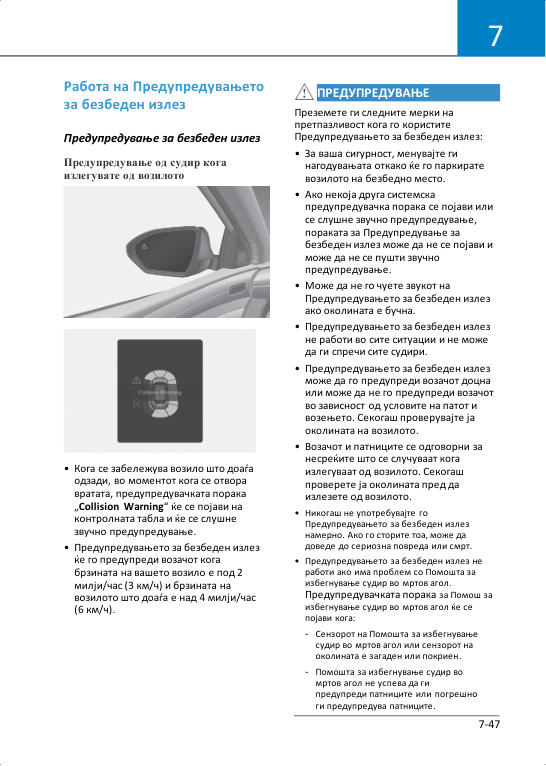 7
Работа на Предупредувањето
за безбеден излез
Предупредување за безбеден излез
Предупредување од судир кога
излегувате од возилото
Collision Warning
• Кога се забележува возило што доаѓа
одзади, во моментот кога се отвора
вратата, предупредувачката порака
„Collision Warning“ ќе се појави на
контролната табла и ќе се слушне
звучно предупредување.
• Предупредувањето за безбеден излез
ќе го предупреди возачот кога
брзината на вашето возило е под 2
милји/час (3 км/ч) и брзината на
возилото што доаѓа е над 4 милји/час
(6 км/ч).
ПРЕДУПРЕДУВАЊЕ
Преземете ги следните мерки на
претпазливост кога го користите
Предупредувањето за безбеден излез:
• За ваша сигурност, менувајте ги
нагодувањата откако ќе го паркирате
возилото на безбедно место.
• Ако некоја друга системска
предупредувачка порака се појави или
се слушне звучно предупредување,
пораката за Предупредување за
безбеден излез може да не се појави и
може да не се пушти звучно
предупредување.
• Може да не го чуете звукот на
Предупредувањето за безбеден излез
ако околината е бучна.
• Предупредувањето за безбеден излез
не работи во сите ситуации и не може
да ги спречи сите судири.
• Предупредувањето за безбеден излез
може да го предупреди возачот доцна
или може да не го предупреди возачот
во зависност од условите на патот и
возењето. Секогаш проверувајте ја
околината на возилото.
• Возачот и патниците се одговорни за
несреќите што се случуваат кога
излегуваат од возилото. Секогаш
проверете ја околината пред да
излезете од возилото.
• Никогаш не употребувајте го
Предупредувањето за безбеден излез
намерно. Ако го сторите тоа, може да
доведе до сериозна повреда или смрт.
• Предупредувањето за безбеден излез не
работи ако има проблем со Помошта за
избегнување судир во мртов агол.
Предупредувачката порака за Помош за
избегнување судир во мртов агол ќе се
појави кога:
- Сензорот на Помошта за избегнување
судир во мртов агол или сензорот на
околината е загаден или покриен.
- Помошта за избегнување судир во
мртов агол не успева да ги
предупреди патниците или погрешно
ги предупредува патниците.
7-47